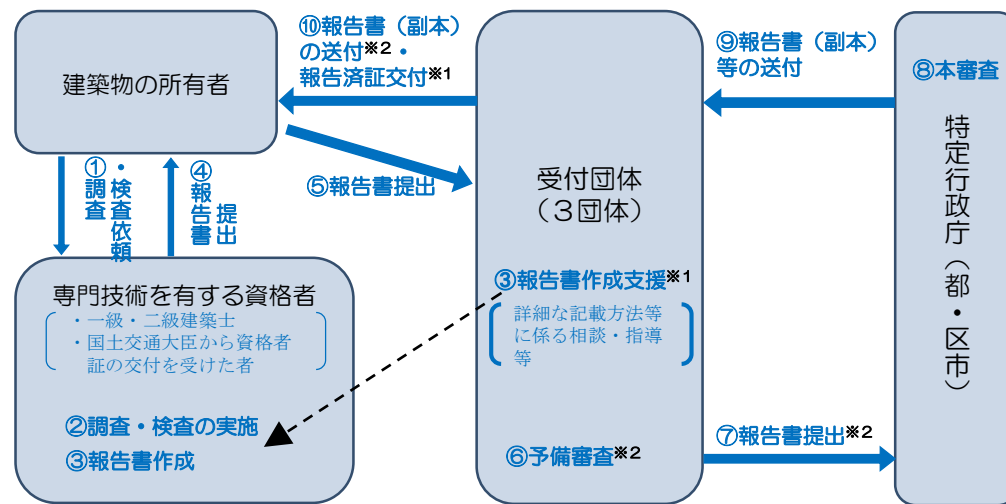 建築物の所有者
⑩報告書（副本）
の送付※2・
報告済証交付※1
⑨報告書（副本）
等の送付
⑧本審査
特定行政庁（都・区市）
①調査
・検査依頼
④報告書
提出
⑤報告書提出
受付団体
（３団体）
③報告書作成支援※1
詳細な記載方法等
に係る相談・指導
等
専門技術を有する資格者
・一級・二級建築士
・国土交通大臣から資格者
証の交付を受けた者
②調査・検査の実施
③報告書作成
⑥予備審査※2
⑦報告書提出※2